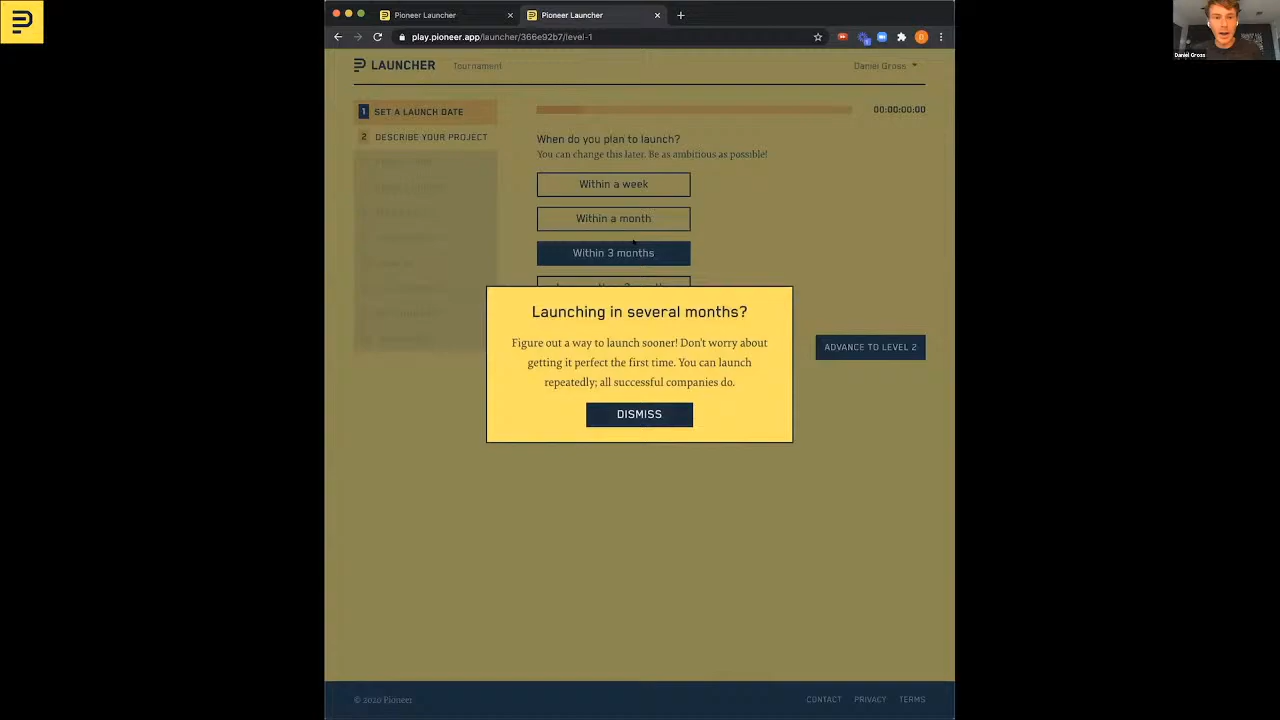 Pioneer Launcher
Pioneer Launcher
play.pioneer.app/launcher/366e92b7/level-1
Daniel Gross
LAUNCHER
Tournament
Daniel Gross
1 SET A LAUNCH DATE
2 DESCRIBE YOUR PROJECT
00:00:00:00
When do you plan to launch?
You can change this later. Be as ambitious as possible!
Within a week
Within a month
Within 3 months
Launching in several months?
Figure out a way to launch sooner! Don't worry about
getting it perfect the first time. You can launch
repeatedly; all successful companies do.
DISMISS
ADVANCE TO LEVEL 2
© 2020 Pioneer
CONTACT
PRIVACY
TERMS